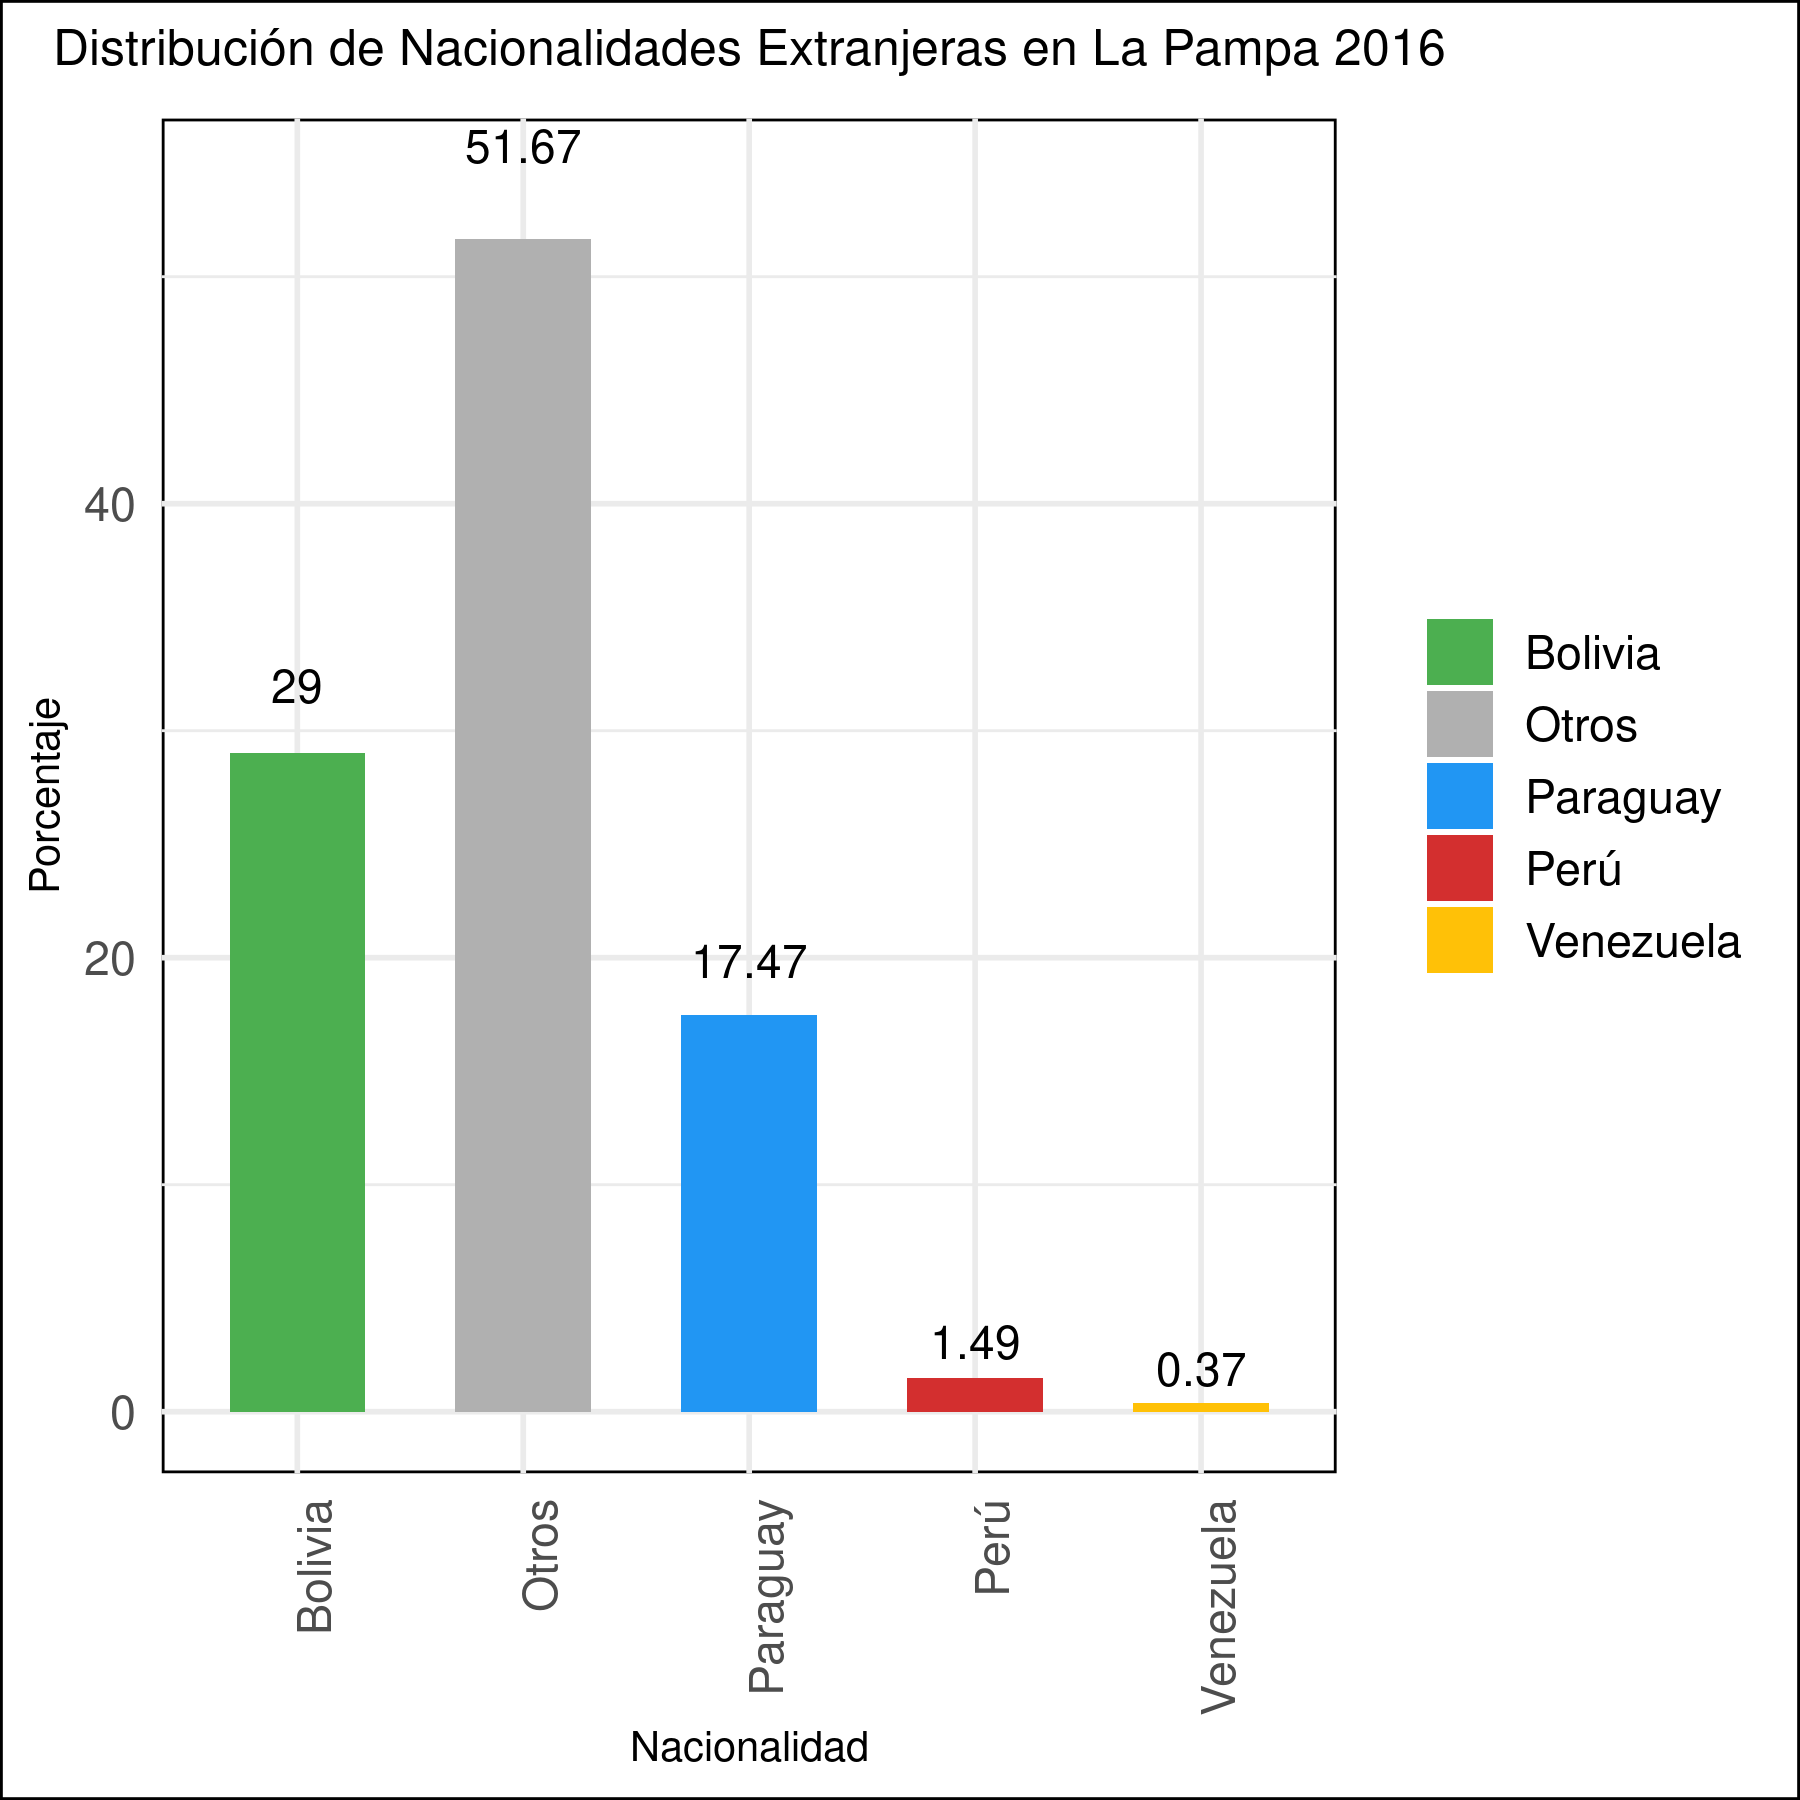 Distribución de Nacionalidades Extranjeras en La Pampa 2016
51.67
29
17.47
1.49
0.37
40
20
0
Porcentaje
Bolivia
Otros
Paraguay
Perú
Venezuela
Nacionalidad
Bolivia
Otros
Paraguay
Perú
Venezuela